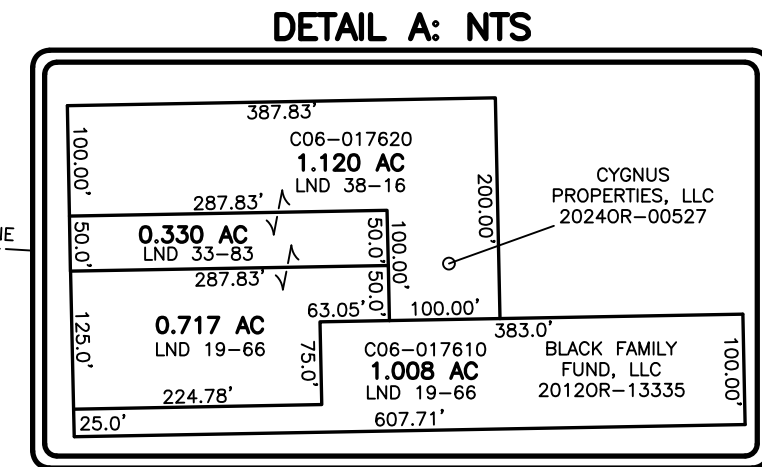 DETAIL A: NTS
387.83'
100.00'
C06-017620
1.120 AC
LND 38-16
200.00'
CYGNUS
PROPERTIES, LLC
2024OR-00527
287.83'
NE
50.0'
0.330 AC
LND 33-83
50.0'
100.00'
287.83'
50.0'
63.05'
100.00'
383.0'
125.0'
0.717 AC
LND 19-66
75.0'
C06-017610
1.008 AC
LND 19-66
BLACK FAMILY
FUND, LLC
2012OR-13335
100.00'
224.78'
25.0'
607.71'